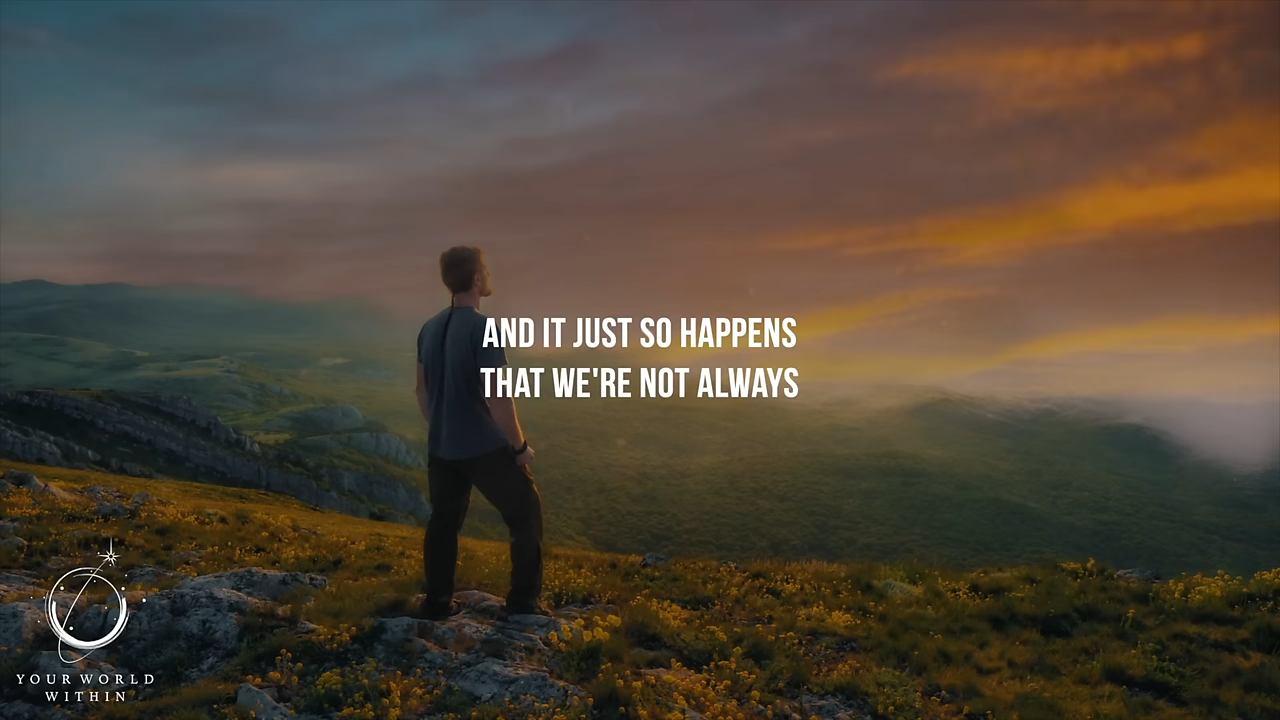 AND IT JUST SO HAPPENS
THAT WE'RE NOT ALWAYS
YOUR WORLD
WITHIN